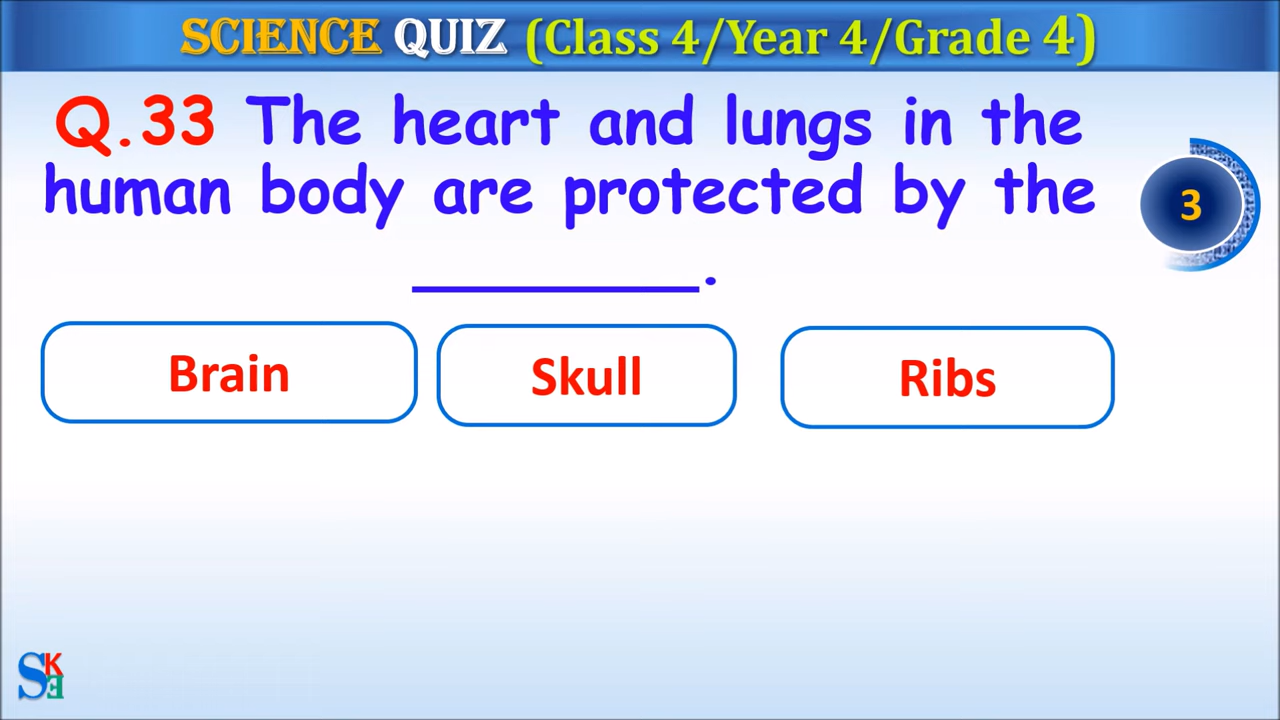 SCIENCE QUIZ (Class 4/Year 4/Grade 4)
Q.33 The heart and lungs in the
human body are protected by the
3
_________.
Brain
Skull
Ribs
SKE